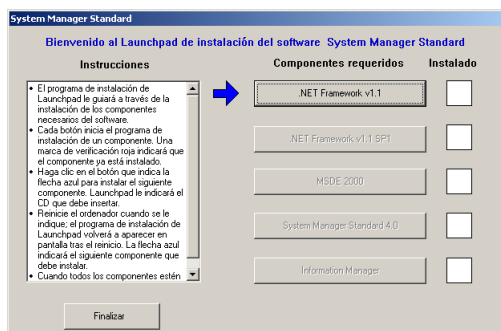 System Manager Standard
Bienvenido al Launchpad de instalación del software System Manager Standard
Instrucciones
Componentes requeridos
Instalado
• El programa de instalación de
Launchpad le guiará a través de la
instalación de los componentes
necesarios del software.
• Cada botón inicia el programa de
instalación de un componente. Una
marca de verificación roja indicará que
el componente ya está instalado.
• Haga clic en el botón que indica la
flecha azul para instalar el siguiente
componente. Launchpad le indicará el
CD que debe insertar.
• Reinicie el ordenador cuando se le
indique; el programa de instalación de
Launchpad volverá a aparecer en
pantalla tras el reinicio. La flecha azul
indicará el siguiente componente que
debe instalar.
• Cuando todos los componentes estén
.NET Framework v1.1
.NET Framework v1.1 SP1
MSDE 2000
System Manager Standard 4.0
Information Manager
Finalizar